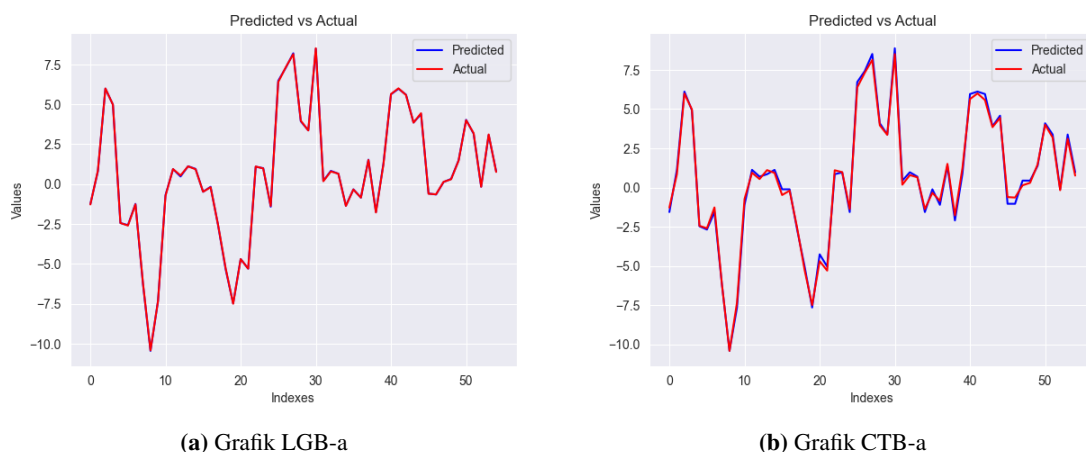 Predicted vs Actual
Predicted
Actual
7.5
5.0
2.5
0.0
−2.5
−5.0
−7.5
−10.0
Values
0 10 20 30 40 50
Indexes
(a) Grafik LGB-a
Predicted vs Actual
Predicted
Actual
7.5
5.0
2.5
0.0
−2.5
−5.0
−7.5
−10.0
Values
0 10 20 30 40 50
Indexes
(b) Grafik CTB-a